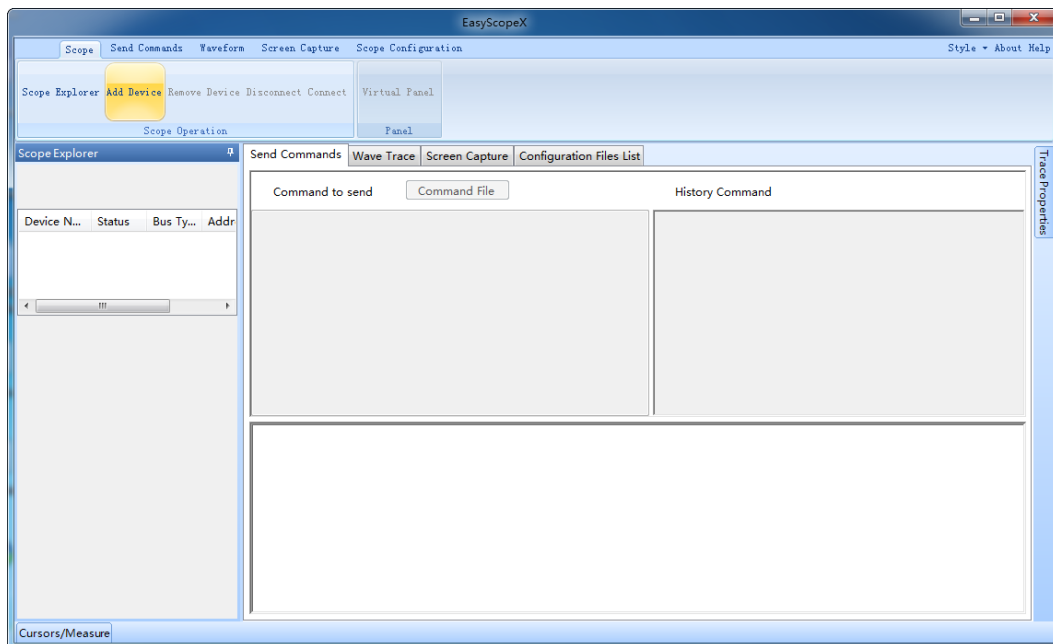 EasyScopeX
Scope Send Commands Waveform Screen Capture Scope Configuration Style About Help
Scope Explorer Add Device Remove Device Disconnect Connect Virtual Panel
Scope Operation Panel
Scope Explorer
Send Commands Wave Trace Screen Capture Configuration Files List
Trace Properties
Command to send Command File History Command
Device N... Status Bus Ty... Addr
Cursors/Measure